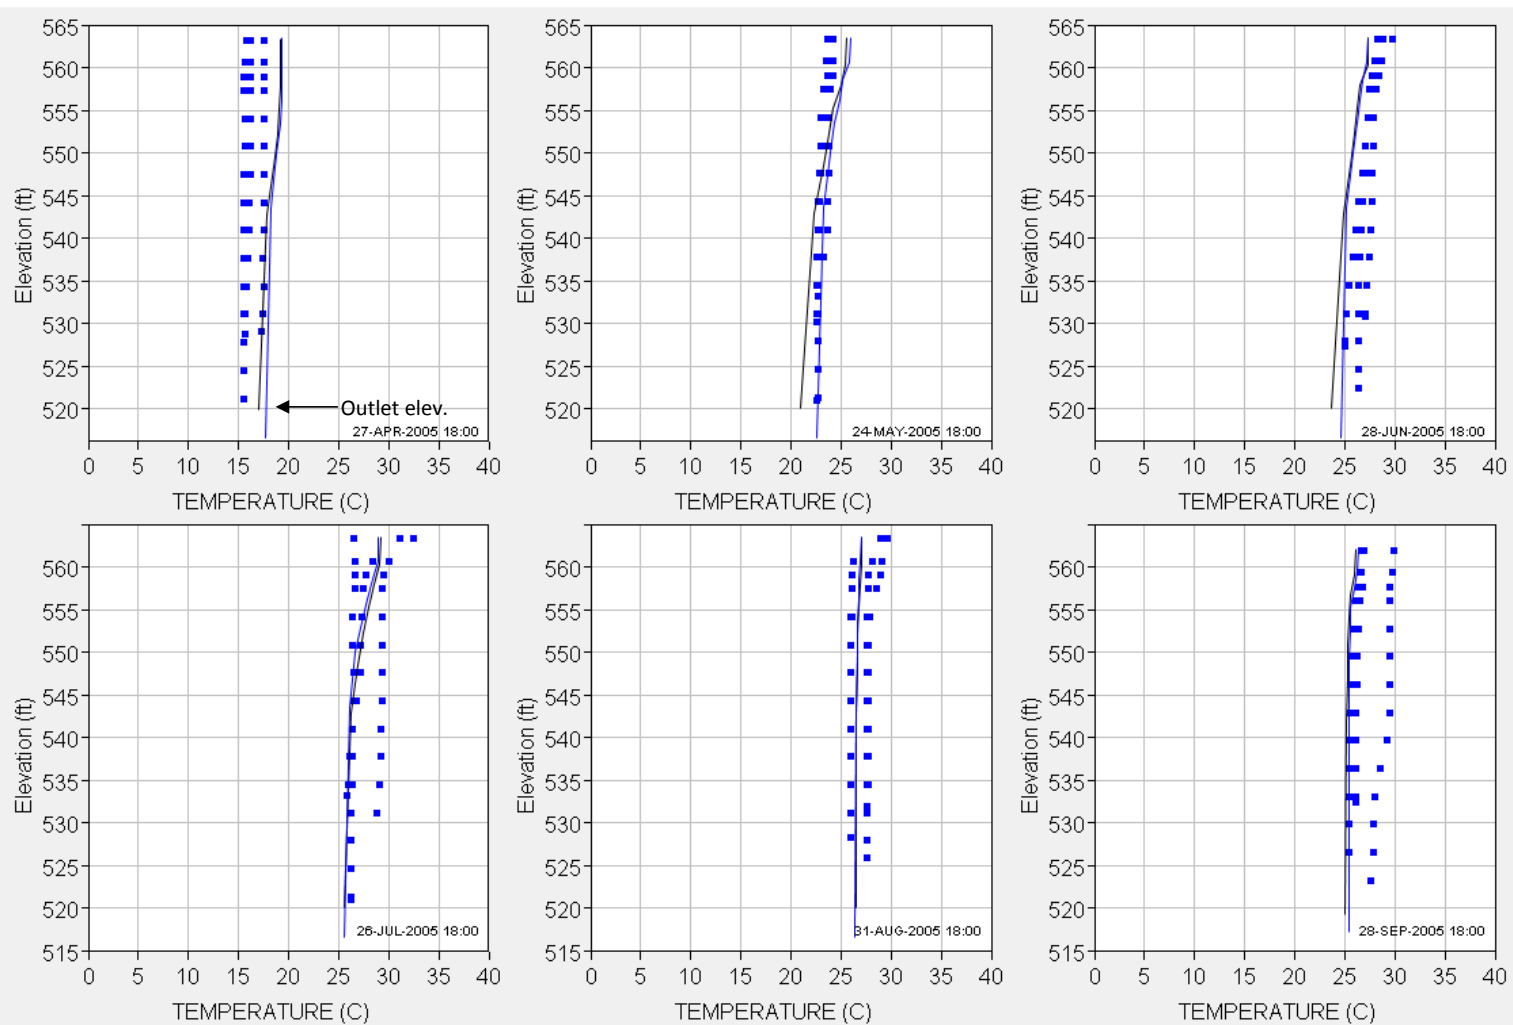 565 565 565
560 560 560
555 555 555
550 550 550
545 545 545
540 540 540
535 535 535
530 530 530
525 525 525
520 520 520
Elevation (ft) Elevation (ft) Elevation (ft)
Outlet elev.
27-APR-2005 18:00 24-MAY-2005 18:00 28-JUN-2005 18:00
0 5 10 15 20 25 30 35 40 0 5 10 15 20 25 30 35 40 0 5 10 15 20 25 30 35 40
TEMPERATURE (C) TEMPERATURE (C) TEMPERATURE (C)
560 560 560
555 555 555
550 550 550
545 545 545
540 540 540
535 535 535
530 530 530
525 525 525
520 520 520
515 515 515
Elevation (ft) Elevation (ft) Elevation (ft)
26-JUL-2005 18:00 31-AUG-2005 18:00 28-SEP-2005 18:00
0 5 10 15 20 25 30 35 40 0 5 10 15 20 25 30 35 40 0 5 10 15 20 25 30 35 40
TEMPERATURE (C) TEMPERATURE (C) TEMPERATURE (C)